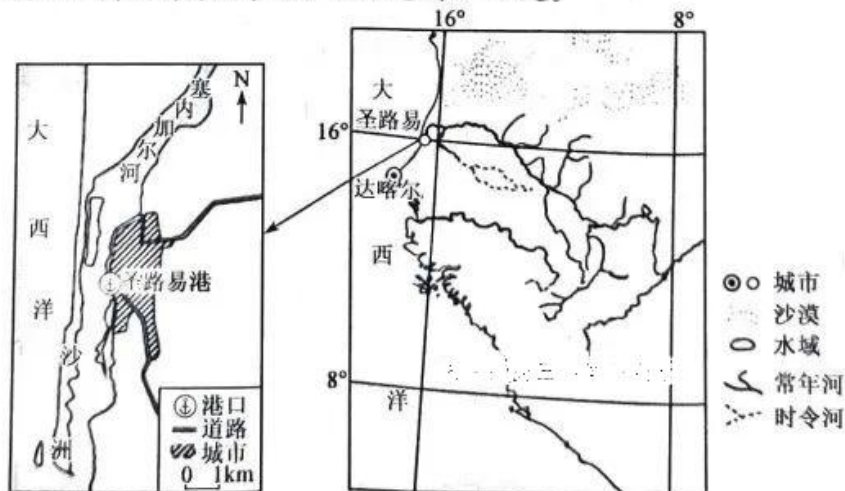 大
西
洋
塞
内
加
尔
河
N
圣路易港
沙
洲
港口
道路
城市
0 1km
16°
8°
大
圣路易
16°
达喀尔
西
8°
洋
城市
沙漠
水域
常年河
时令河